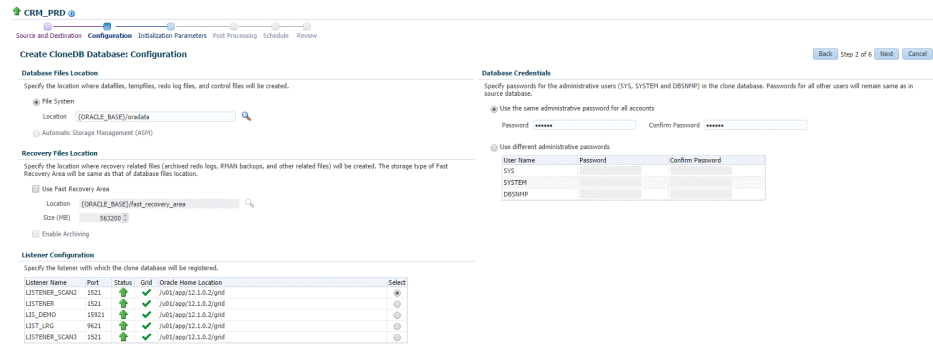 CRM_PRD
Source and Destination Configuration Initialization Parameters Post Processing Schedule Review
Create CloneDB Database: Configuration
Back Step 2 of 6 Next Cancel
Database Files Location
Specify the location where datafiles, tempfiles, redo log files, and control files will be created.
File System
Location {ORACLE_BASE}/oradata
Automatic Storage Management (ASM)
Recovery Files Location
Specify the location where recovery related files (archived redo logs, RMAN backups, and other related files) will be created. The storage type of Fast
Recovery Area will be same as that of database files location.
Use Fast Recovery Area
Location {ORACLE_BASE}/fast_recovery_area
Size (MB) 563200
Enable Archiving
Listener Configuration
Specify the listener with which the clone database will be registered.
Listener Name Port Status Grid Oracle Home Location Select
LISTENER_SCAN2 1521 /u01/app/12.1.0.2/grid
LISTENER 1521 /u01/app/12.1.0.2/grid
LIS_DEMO 15921 /u01/app/12.1.0.2/grid
LIST_LRG 9621 /u01/app/12.1.0.2/grid
LISTENER_SCAN3 1521 /u01/app/12.1.0.2/grid
Database Credentials
Specify passwords for the administrative users (SYS, SYSTEM and DBSNMP) in the clone database. Passwords for all other users will remain same as in
source database.
Use the same administrative password for all accounts
Password •••••• Confirm Password ••••••
Use different administrative passwords
User Name Password Confirm Password
SYS
SYSTEM
DBSNMP